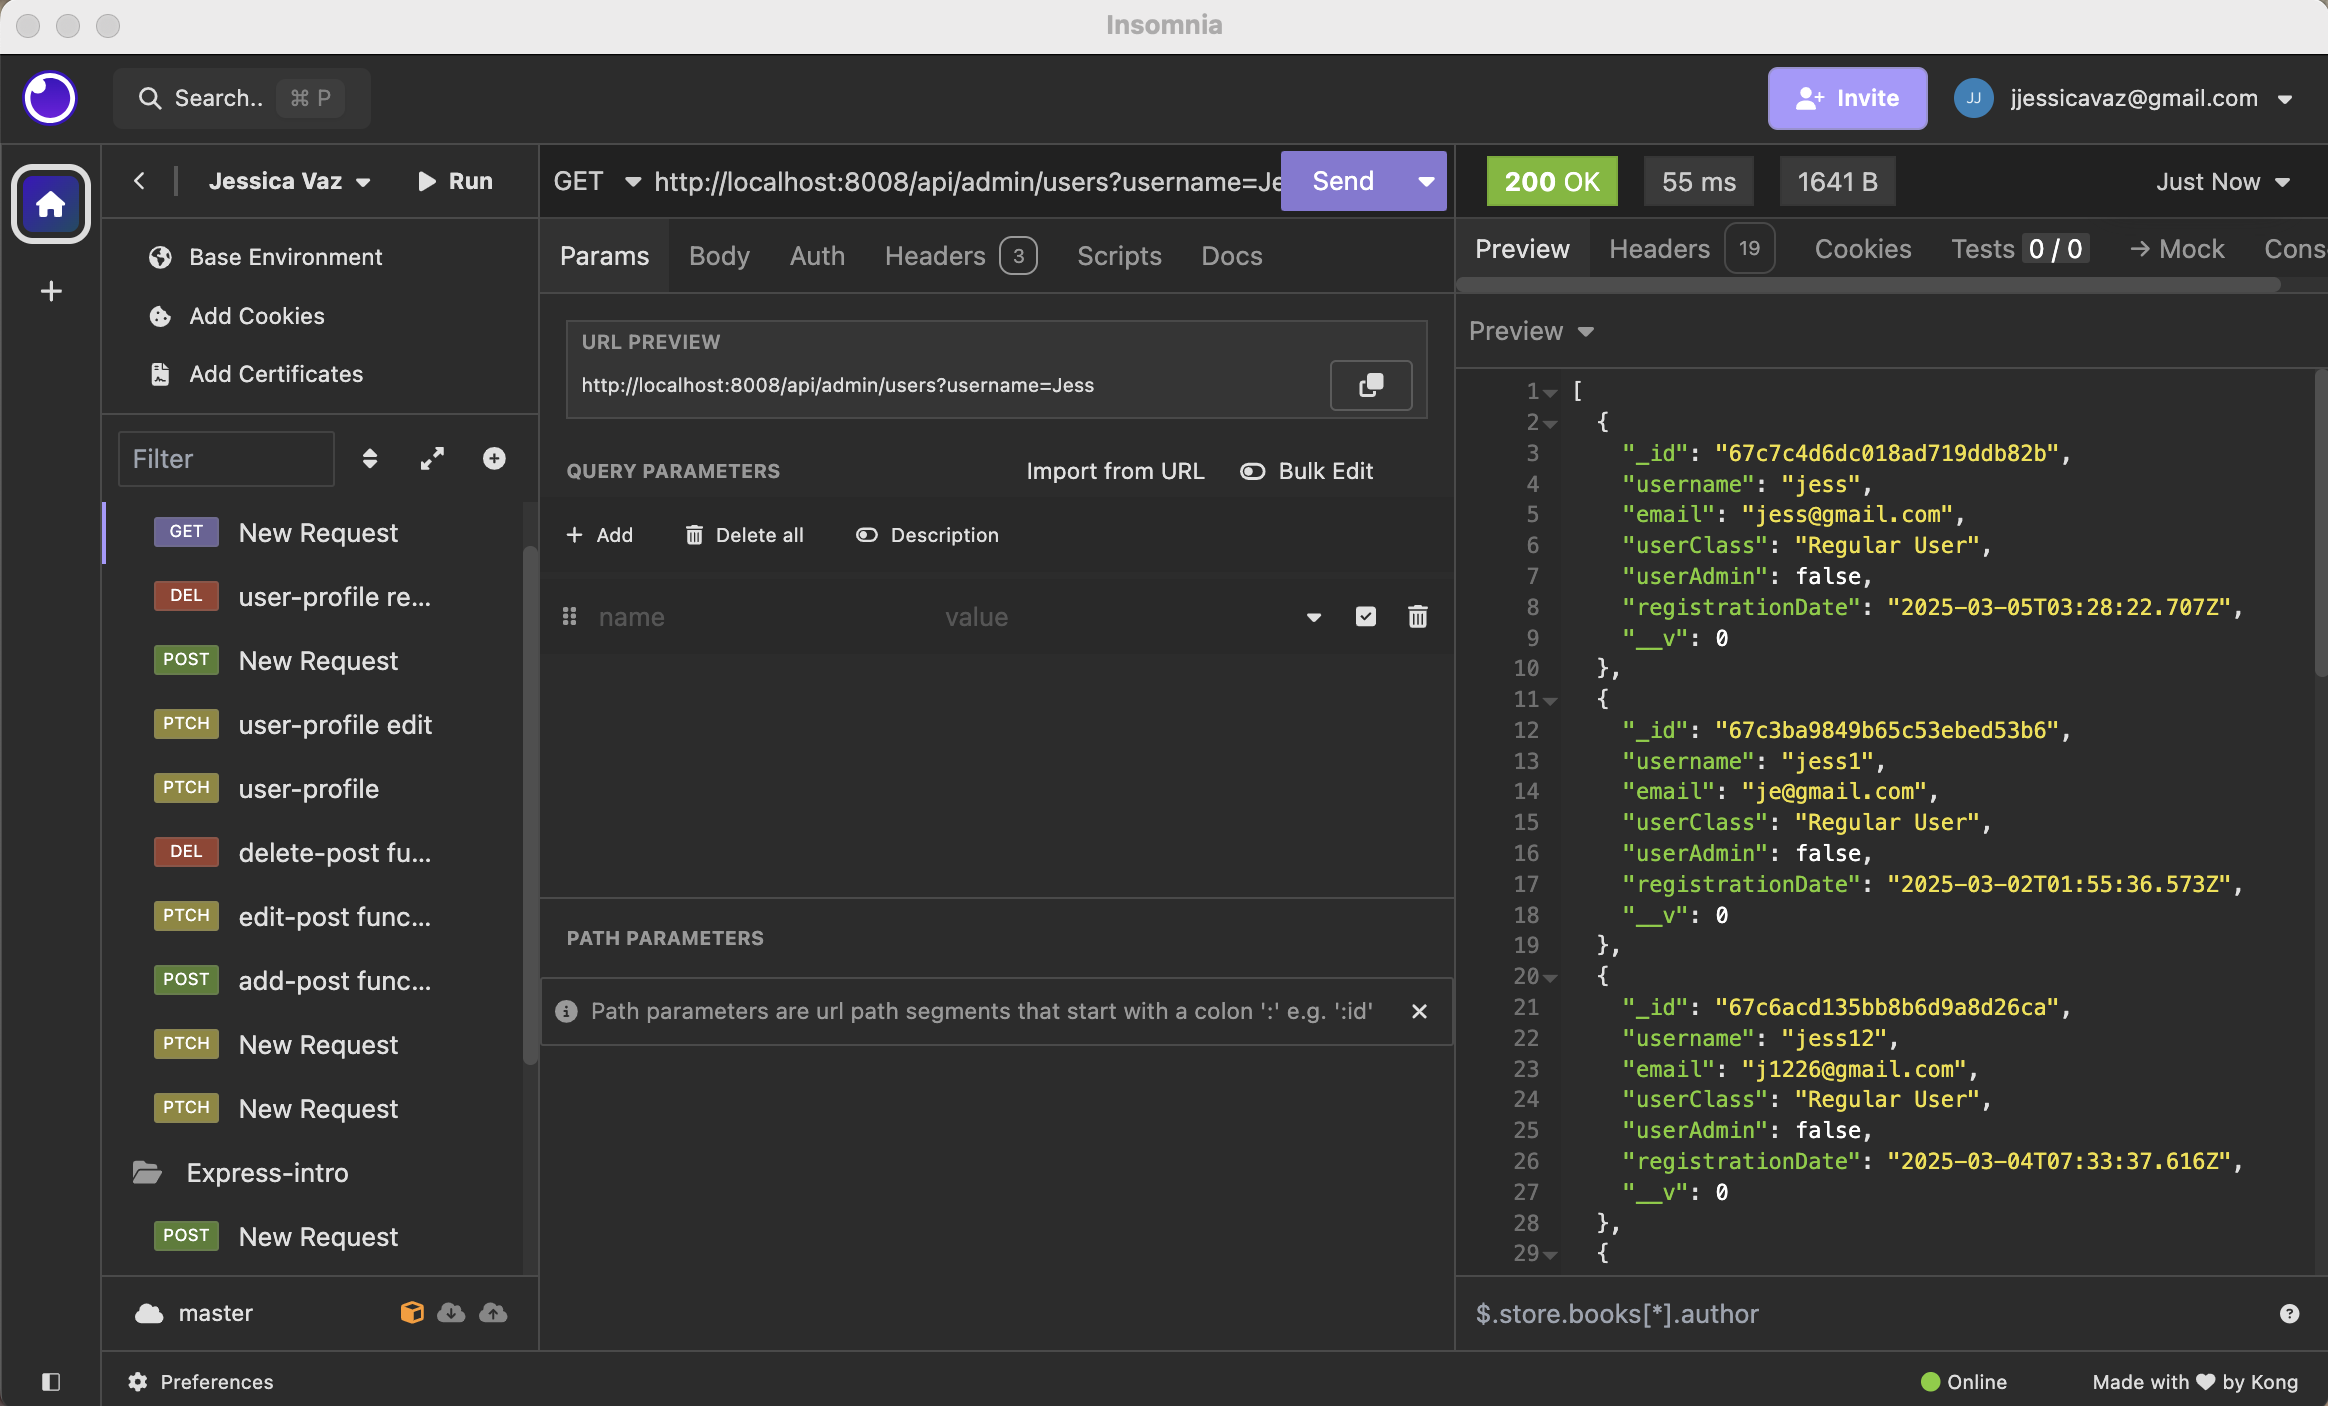 Insomnia
Search.. ⌘ P
Invite
JJ
jjessicavaz@gmail.com
Jessica Vaz
Run
Base Environment
Add Cookies
Add Certificates
Filter
GET New Request
DEL user-profile re...
POST New Request
PTCH user-profile edit
PTCH user-profile
DEL delete-post fu...
PTCH edit-post func...
POST add-post func...
PTCH New Request
PTCH New Request
Express-intro
POST New Request
master
Preferences
GET http://localhost:8008/api/admin/users?username=Je
Send
Params Body Auth Headers 3 Scripts Docs
URL PREVIEW
http://localhost:8008/api/admin/users?username=Jess
QUERY PARAMETERS Import from URL Bulk Edit
+ Add Delete all Description
name value
PATH PARAMETERS
Path parameters are url path segments that start with a colon ':' e.g. ':id'
200 OK 55 ms 1641 B Just Now
Preview Headers 19 Cookies Tests 0 / 0 → Mock Cons
Preview
1 [
2 {
3 "_id": "67c7c4d6dc018ad719ddb82b",
4 "username": "jess",
5 "email": "jess@gmail.com",
6 "userClass": "Regular User",
7 "userAdmin": false,
8 "registrationDate": "2025-03-05T03:28:22.707Z",
9 "__v": 0
10 },
11 {
12 "_id": "67c3ba9849b65c53ebed53b6",
13 "username": "jess1",
14 "email": "je@gmail.com",
15 "userClass": "Regular User",
16 "userAdmin": false,
17 "registrationDate": "2025-03-02T01:55:36.573Z",
18 "__v": 0
19 },
20 {
21 "_id": "67c6acd135bb8b6d9a8d26ca",
22 "username": "jess12",
23 "email": "j1226@gmail.com",
24 "userClass": "Regular User",
25 "userAdmin": false,
26 "registrationDate": "2025-03-04T07:33:37.616Z",
27 "__v": 0
28 },
29 {
$.store.books[*].author
Online
Made with ♥ by Kong